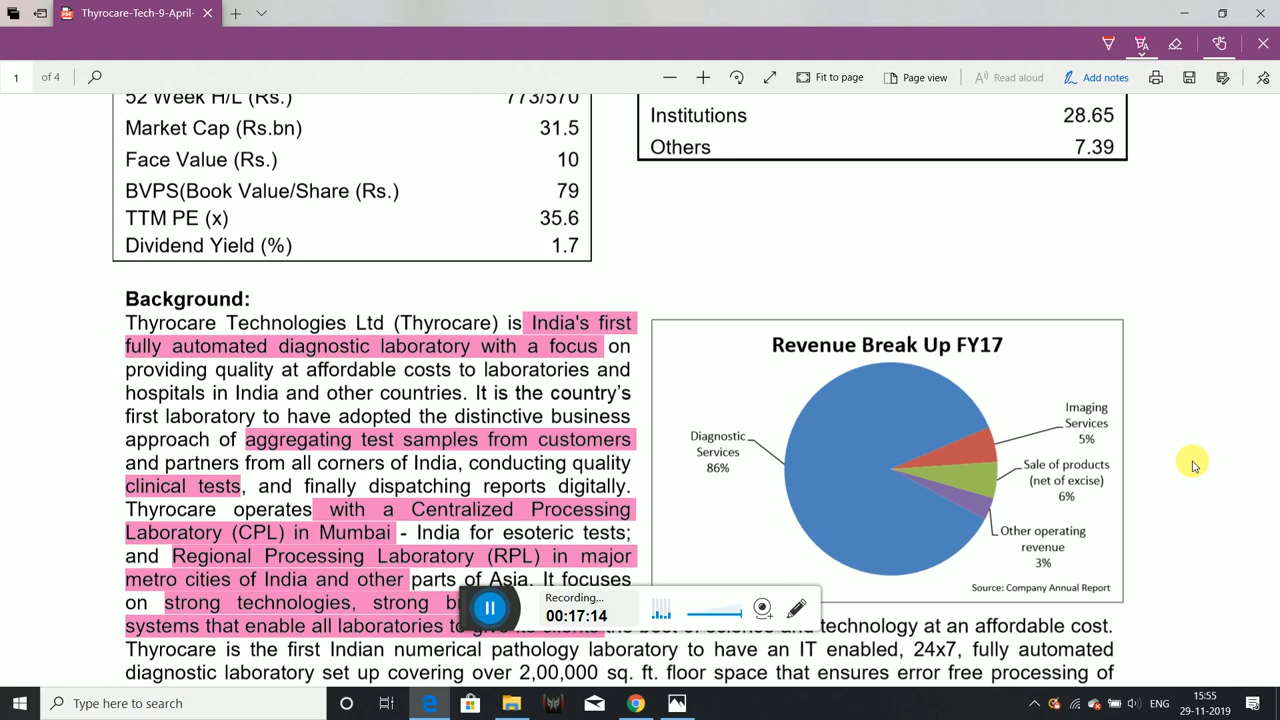 Thyrocare-Tech-9-April-
1 of 4
Fit to page
Page view
Read aloud
Add notes
52 Week H/L (Rs.) 773/570
Market Cap (Rs.bn) 31.5
Face Value (Rs.) 10
BVPS(Book Value/Share (Rs.) 79
TTM PE (x) 35.6
Dividend Yield (%) 1.7
Institutions 28.65
Others 7.39
Background:
Thyrocare Technologies Ltd (Thyrocare) is India's first
fully automated diagnostic laboratory with a focus on
providing quality at affordable costs to laboratories and
hospitals in India and other countries. It is the country's
first laboratory to have adopted the distinctive business
approach of aggregating test samples from customers
and partners from all corners of India, conducting quality
clinical tests, and finally dispatching reports digitally.
Thyrocare operates with a Centralized Processing
Laboratory (CPL) in Mumbai - India for esoteric tests;
and Regional Processing Laboratory (RPL) in major
metro cities of India and other parts of Asia. It focuses
on strong technologies, strong
systems that enable all laboratories to give its clients the best of science and technology at an affordable cost.
Thyrocare is the first Indian numerical pathology laboratory to have an IT enabled, 24x7, fully automated
diagnostic laboratory set up covering over 2,00,000 sq. ft. floor space that ensures error free processing of
Revenue Break Up FY17
Diagnostic
Services
86%
Imaging
Services
5%
Sale of products
(net of excise)
6%
Other operating
revenue
3%
Source: Company Annual Report
Recording...
00:17:14
Type here to search
ENG
15:55
29-11-2019